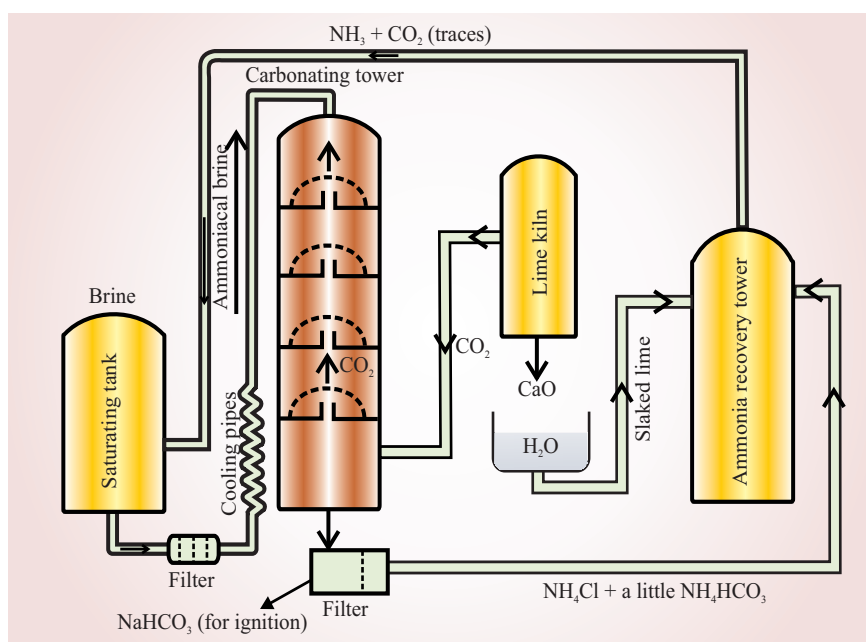 NH₃ + CO₂ (traces)
Carbonating tower
Ammoniacal brine
Brine
Saturating tank
Cooling pipes
Filter
CO₂
CO₂
Lime kiln
CaO
H₂O
Slaked lime
Ammonia recovery tower
NH₄Cl + a little NH₄HCO₃
Filter
NaHCO₃ (for ignition)